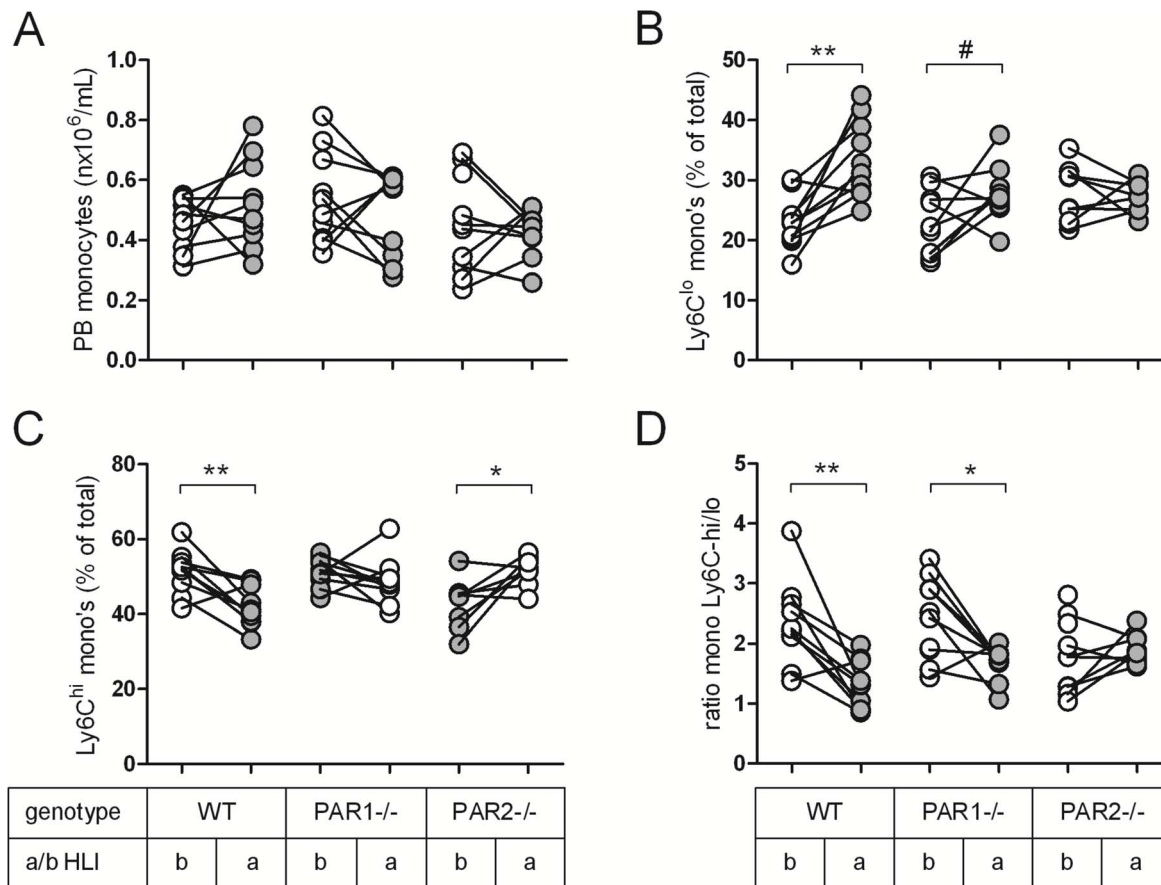 A
PB monocytes (nx10⁶/mL)
1.0
0.8
0.6
0.4
0.2
0.0
B
Ly6Cˡᵒ mono's (% of total)
50
40
30
20
10
0
**
#
C
Ly6Cʰⁱ mono's (% of total)
80
60
40
20
0
**
*
D
ratio mono Ly6C-hi/lo
5
4
3
2
1
0
**
*
genotype WT PAR1-/- PAR2-/-
a/b HLI b a b a b a
WT PAR1-/- PAR2-/-
b a b a b a